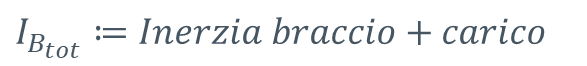 I_{B_{tot}} := Inerzia braccio + carico